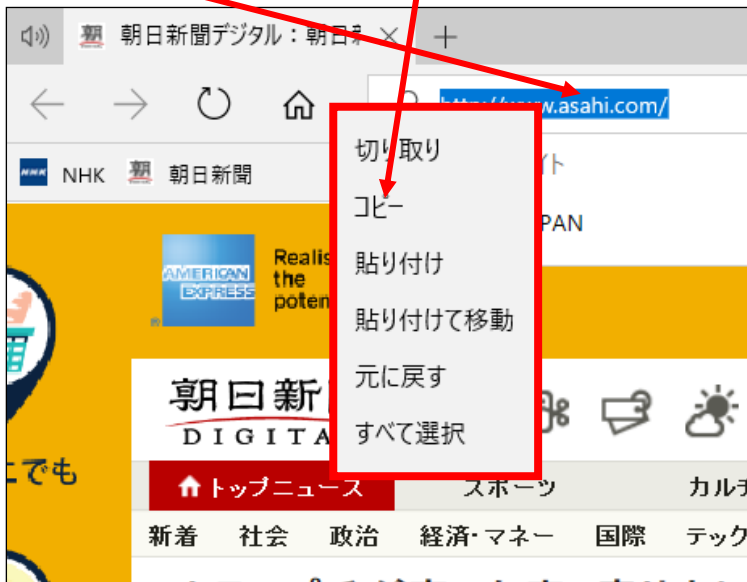 朝日新聞デジタル：朝日
http://www.asahi.com/
NHK 朝日新聞
切り取り
コピー
貼り付け
貼り付けて移動
元に戻す
すべて選択
イト
PAN
AMERICAN
EXPRESS
Realis
the
poten
朝日新
DIGITA
でも
トップニュース スポーツ カルチ
新着 社会 政治 経済・マネー 国際 テック